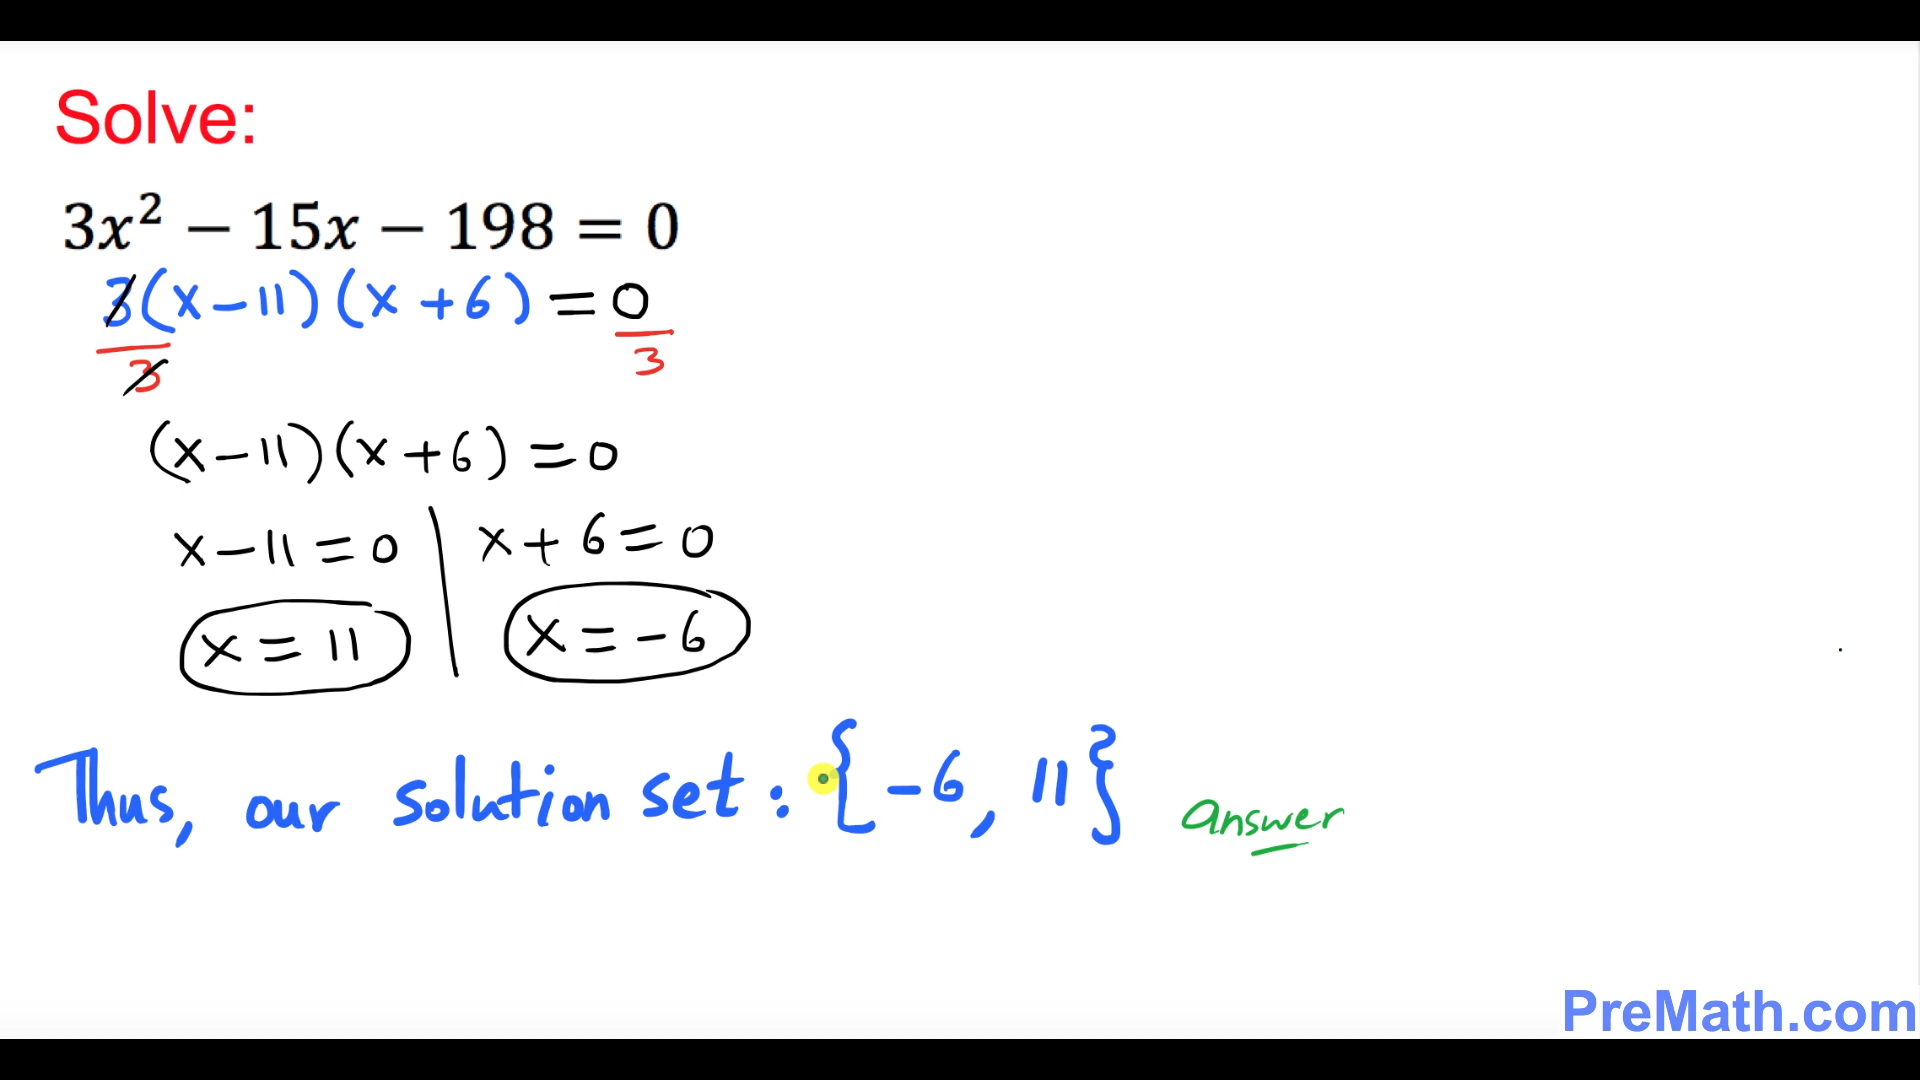 Solve:
3x² − 15x − 198 = 0
3(x−11)(x+6) = 0
3 3
(x−11)(x+6) = 0
x−11 = 0 | x+6 = 0
x = 11 x = −6
Thus, our solution set: {−6, 11} Answer
PreMath.com